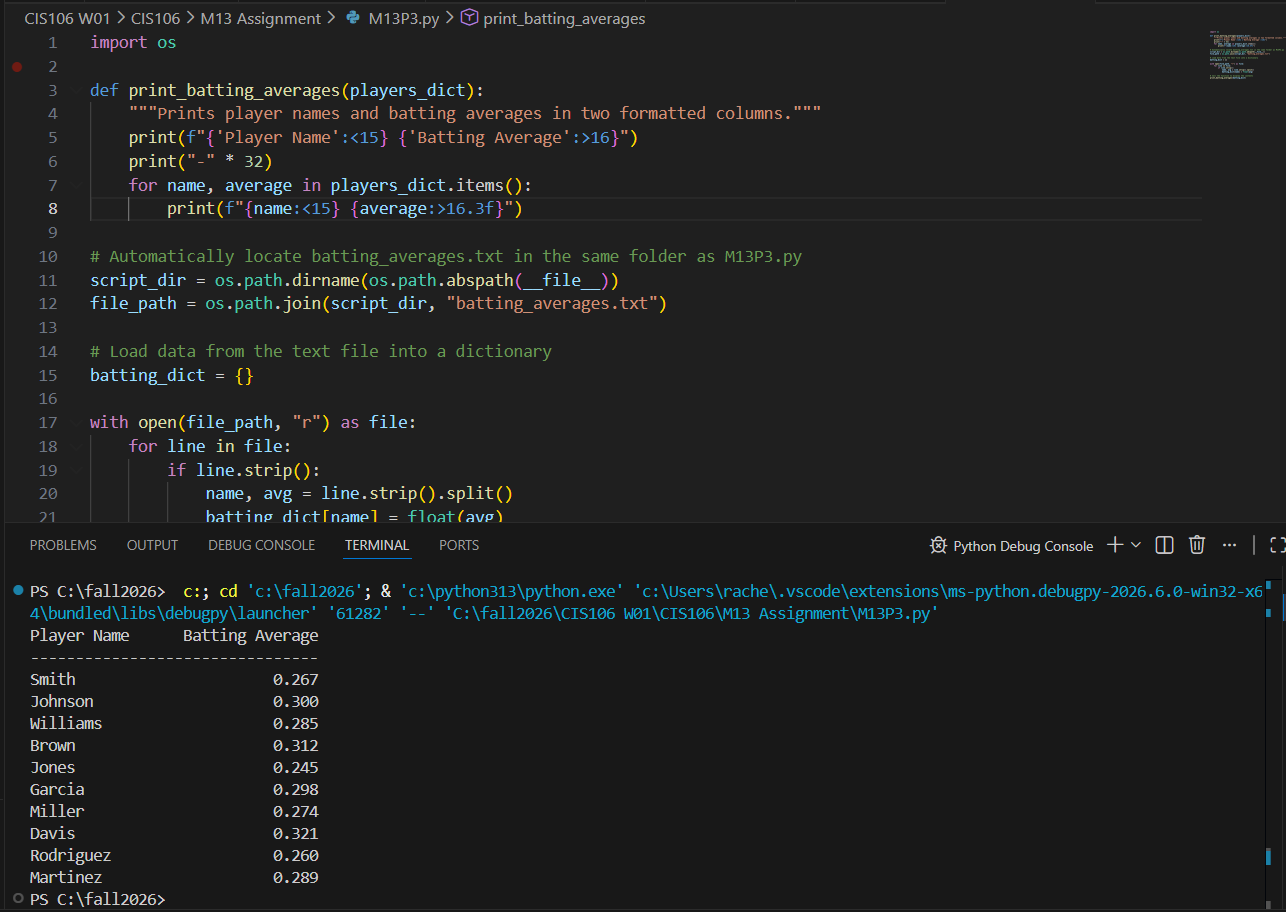 CIS106 W01 > CIS106 > M13 Assignment > M13P3.py > print_batting_averages
1 import os
2
3 def print_batting_averages(players_dict):
4     """Prints player names and batting averages in two formatted columns."""
5     print(f"{'Player Name':<15} {'Batting Average':>16}")
6     print("-" * 32)
7     for name, average in players_dict.items():
8         print(f"{name:<15} {average:>16.3f}")
9
10 # Automatically locate batting_averages.txt in the same folder as M13P3.py
11 script_dir = os.path.dirname(os.path.abspath(__file__))
12 file_path = os.path.join(script_dir, "batting_averages.txt")
13
14 # Load data from the text file into a dictionary
15 batting_dict = {}
16
17 with open(file_path, "r") as file:
18     for line in file:
19         if line.strip():
20             name, avg = line.strip().split()
21             batting_dict[name] = float(avg)
PROBLEMS OUTPUT DEBUG CONSOLE TERMINAL PORTS Python Debug Console
PS C:\fall2026>  c:; cd 'c:\fall2026'; & 'c:\python313\python.exe' 'c:\Users\rache\.vscode\extensions\ms-python.debugpy-2026.6.0-win32-x6
4\bundled\libs\debugpy\launcher' '61282' '--' 'C:\fall2026\CIS106 W01\CIS106\M13 Assignment\M13P3.py'
Player Name      Batting Average
--------------------------------
Smith                      0.267
Johnson                    0.300
Williams                   0.285
Brown                      0.312
Jones                      0.245
Garcia                     0.298
Miller                     0.274
Davis                      0.321
Rodriguez                  0.260
Martinez                   0.289
PS C:\fall2026>